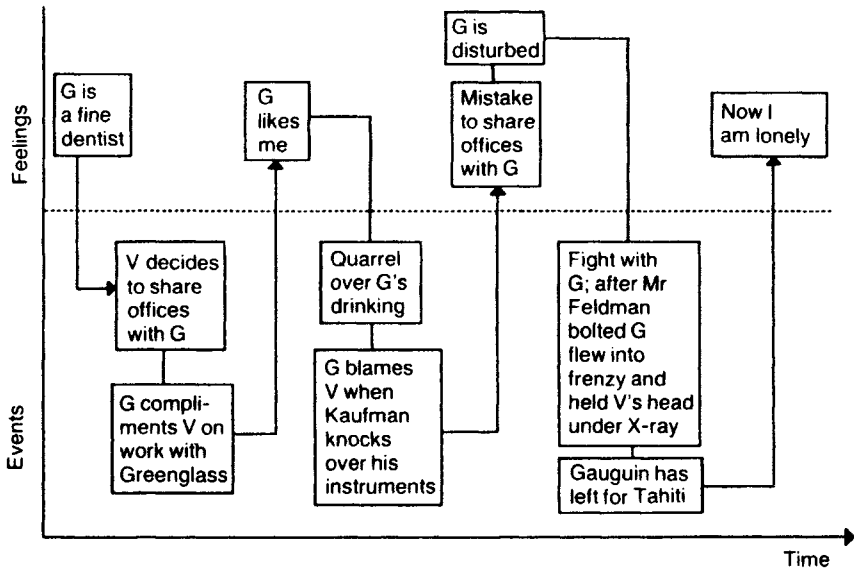 Feelings
Events
G is
a fine
dentist
V decides
to share
offices
with G
G compli-
ments V on
work with
Greenglass
G
likes
me
Quarrel
over G's
drinking
G blames
V when
Kaufman
knocks
over his
instruments
G is
disturbed
Mistake
to share
offices
with G
Fight with
G; after Mr
Feldman
bolted G
flew into
frenzy and
held V's head
under X-ray
Gauguin has
left for Tahiti
Now I
am lonely
Time